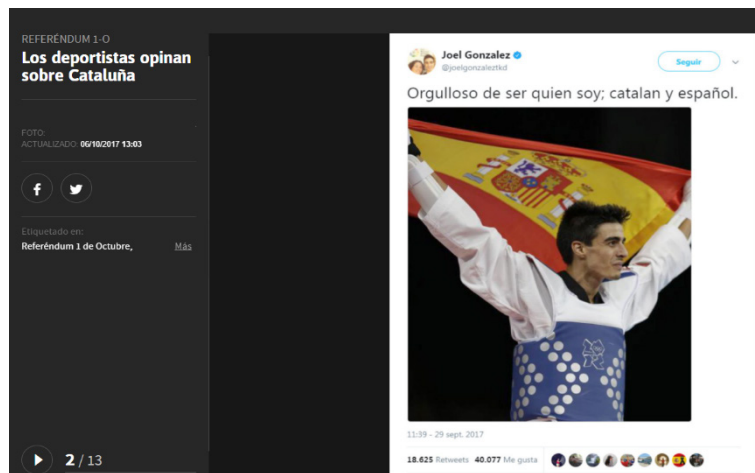 REFERÉNDUM 1-O
Los deportistas opinan
sobre Cataluña
FOTO:
ACTUALIZADO: 06/10/2017 13:03
Etiquetado en:
Referéndum 1 de Octubre, Más
2 / 13
Joel Gonzalez
@joelgonzaleztkd
Seguir
Orgulloso de ser quien soy; catalan y español.
11:39 - 29 sept. 2017
18.625 Retweets 40.077 Me gusta